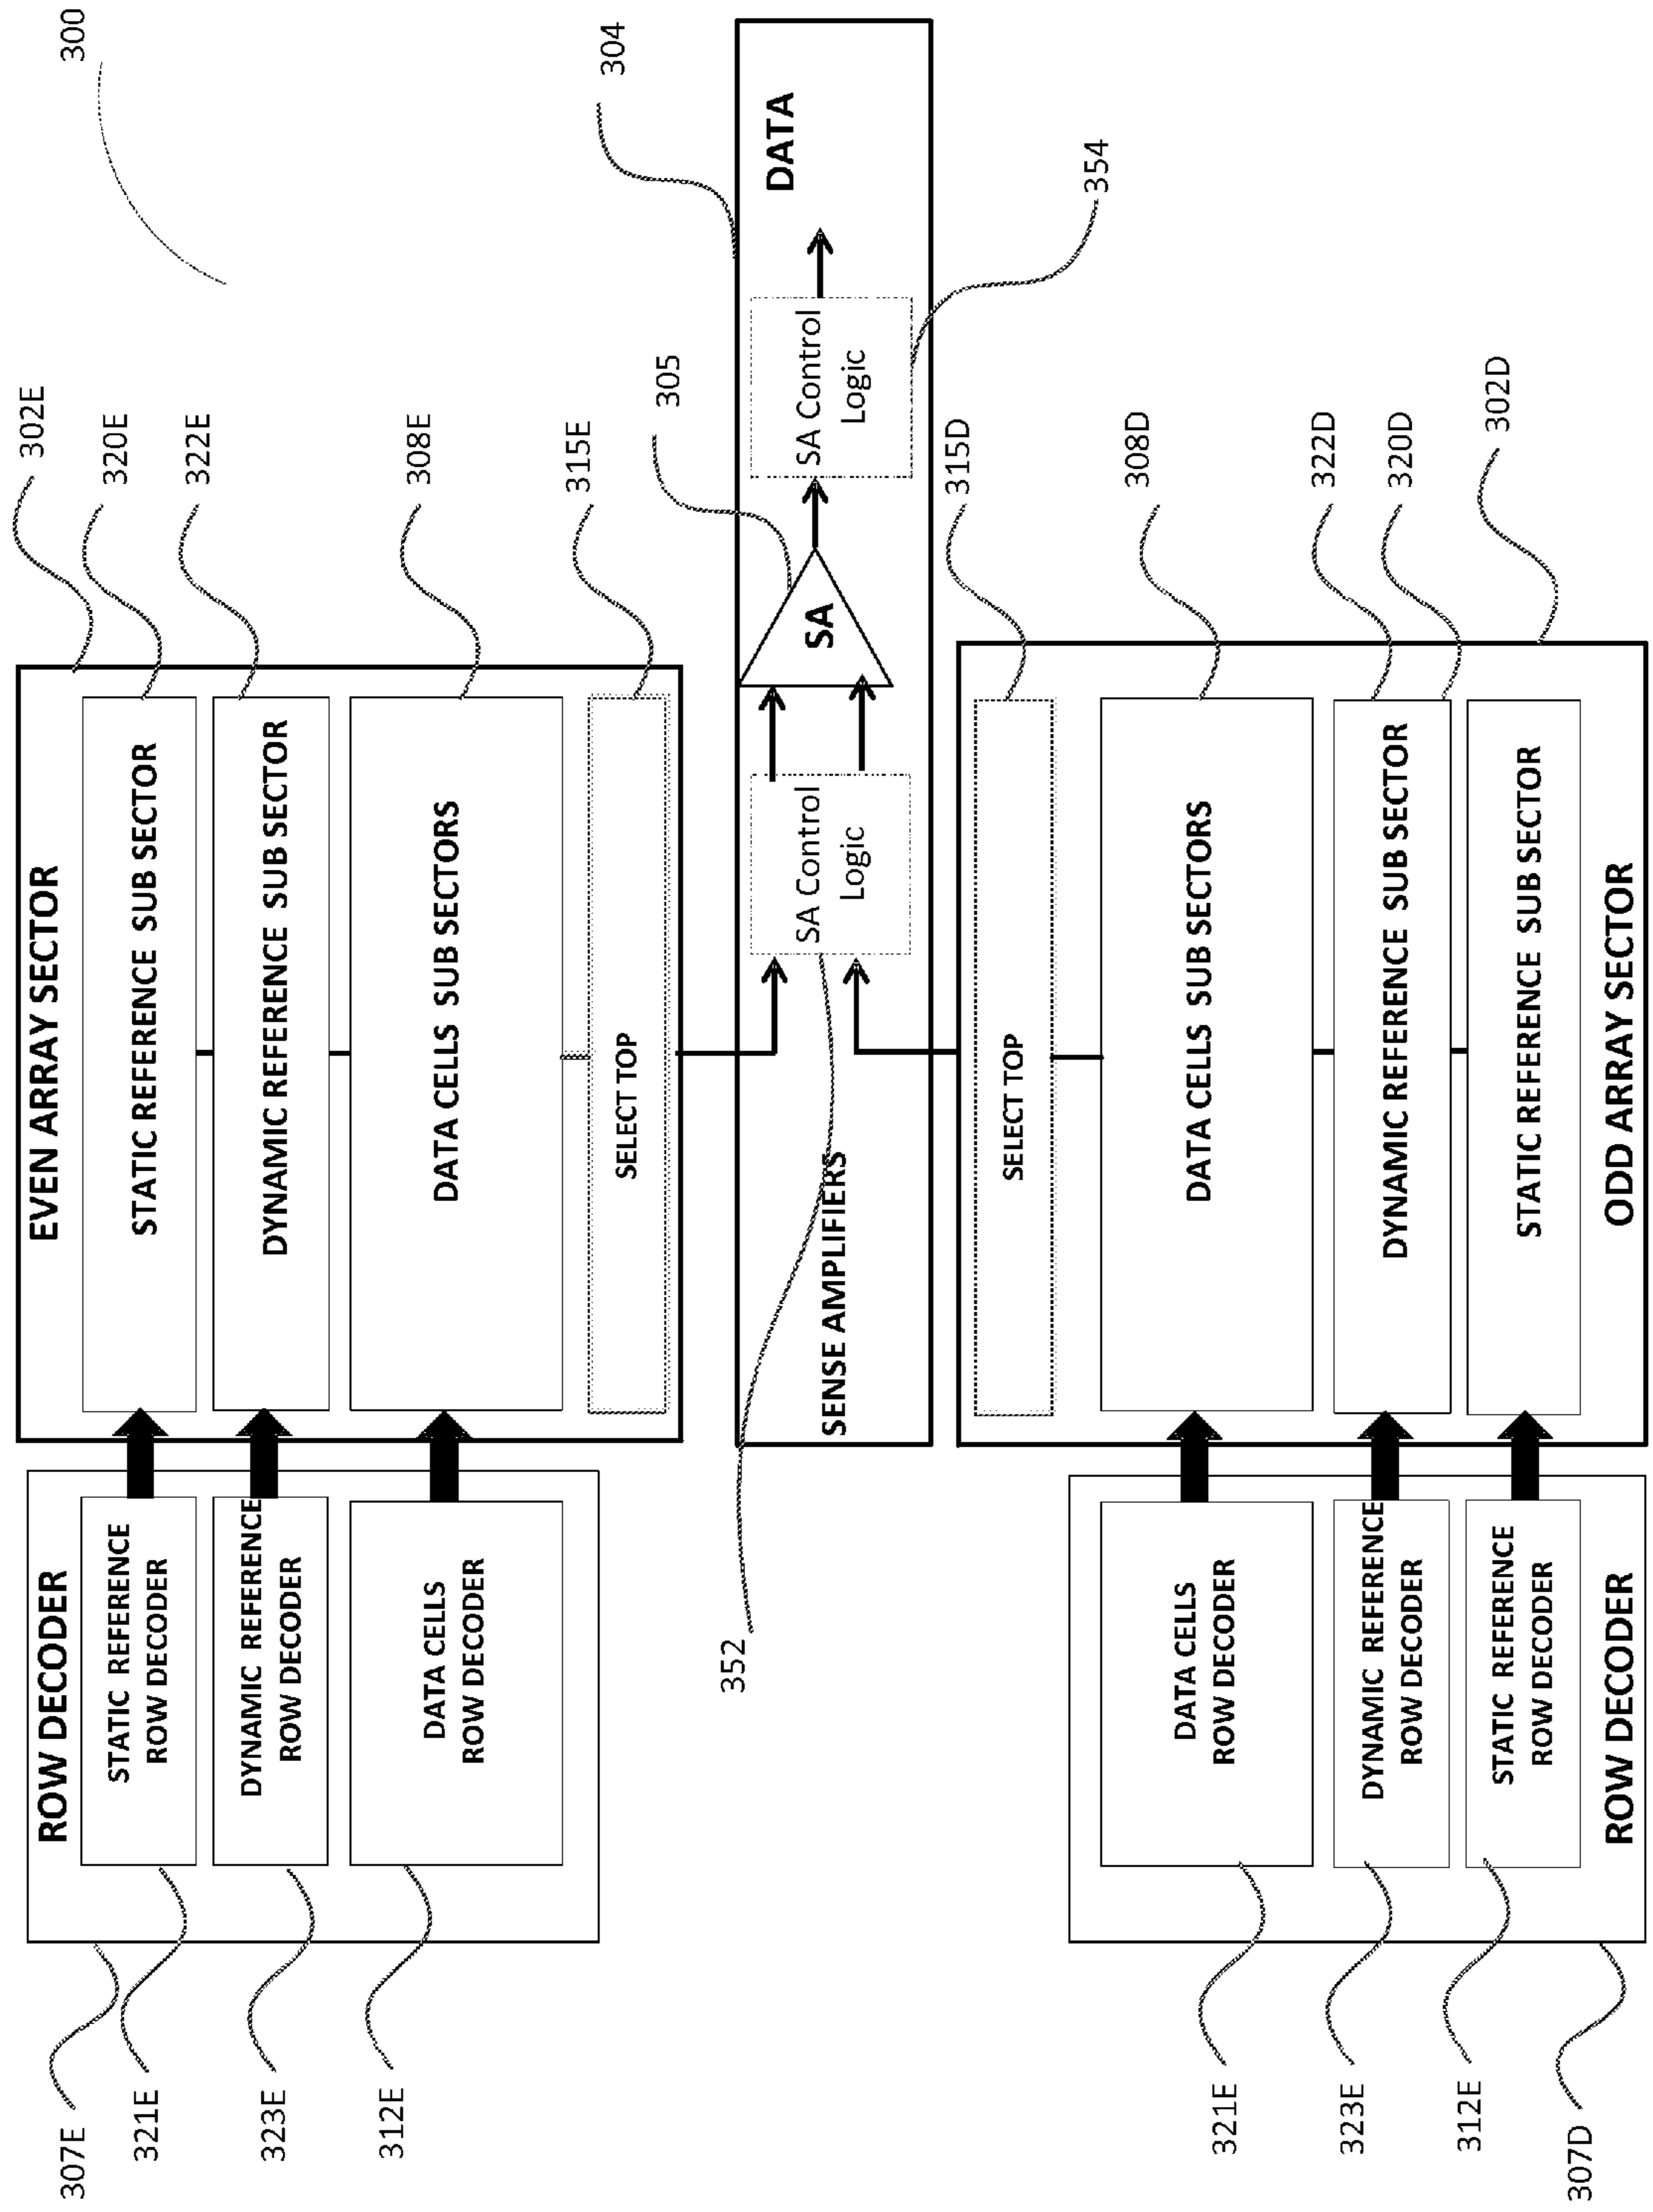 300
304
354
302E
320E
322E
308E
315E
305
315D
308D
322D
320D
302D
EVEN ARRAY SECTOR
STATIC REFERENCE SUB SECTOR
DYNAMIC REFERENCE SUB SECTOR
DATA CELLS SUB SECTORS
SELECT TOP
SENSE AMPLIFIERS
SA Control
Logic
SA
SA Control
Logic
DATA
SELECT TOP
DATA CELLS SUB SECTORS
DYNAMIC REFERENCE SUB SECTOR
STATIC REFERENCE SUB SECTOR
ODD ARRAY SECTOR
ROW DECODER
STATIC REFERENCE
ROW DECODER
DYNAMIC REFERENCE
ROW DECODER
DATA CELLS
ROW DECODER
352
DATA CELLS
ROW DECODER
DYNAMIC REFERENCE
ROW DECODER
STATIC REFERENCE
ROW DECODER
ROW DECODER
307E
321E
323E
312E
321E
323E
312E
307D